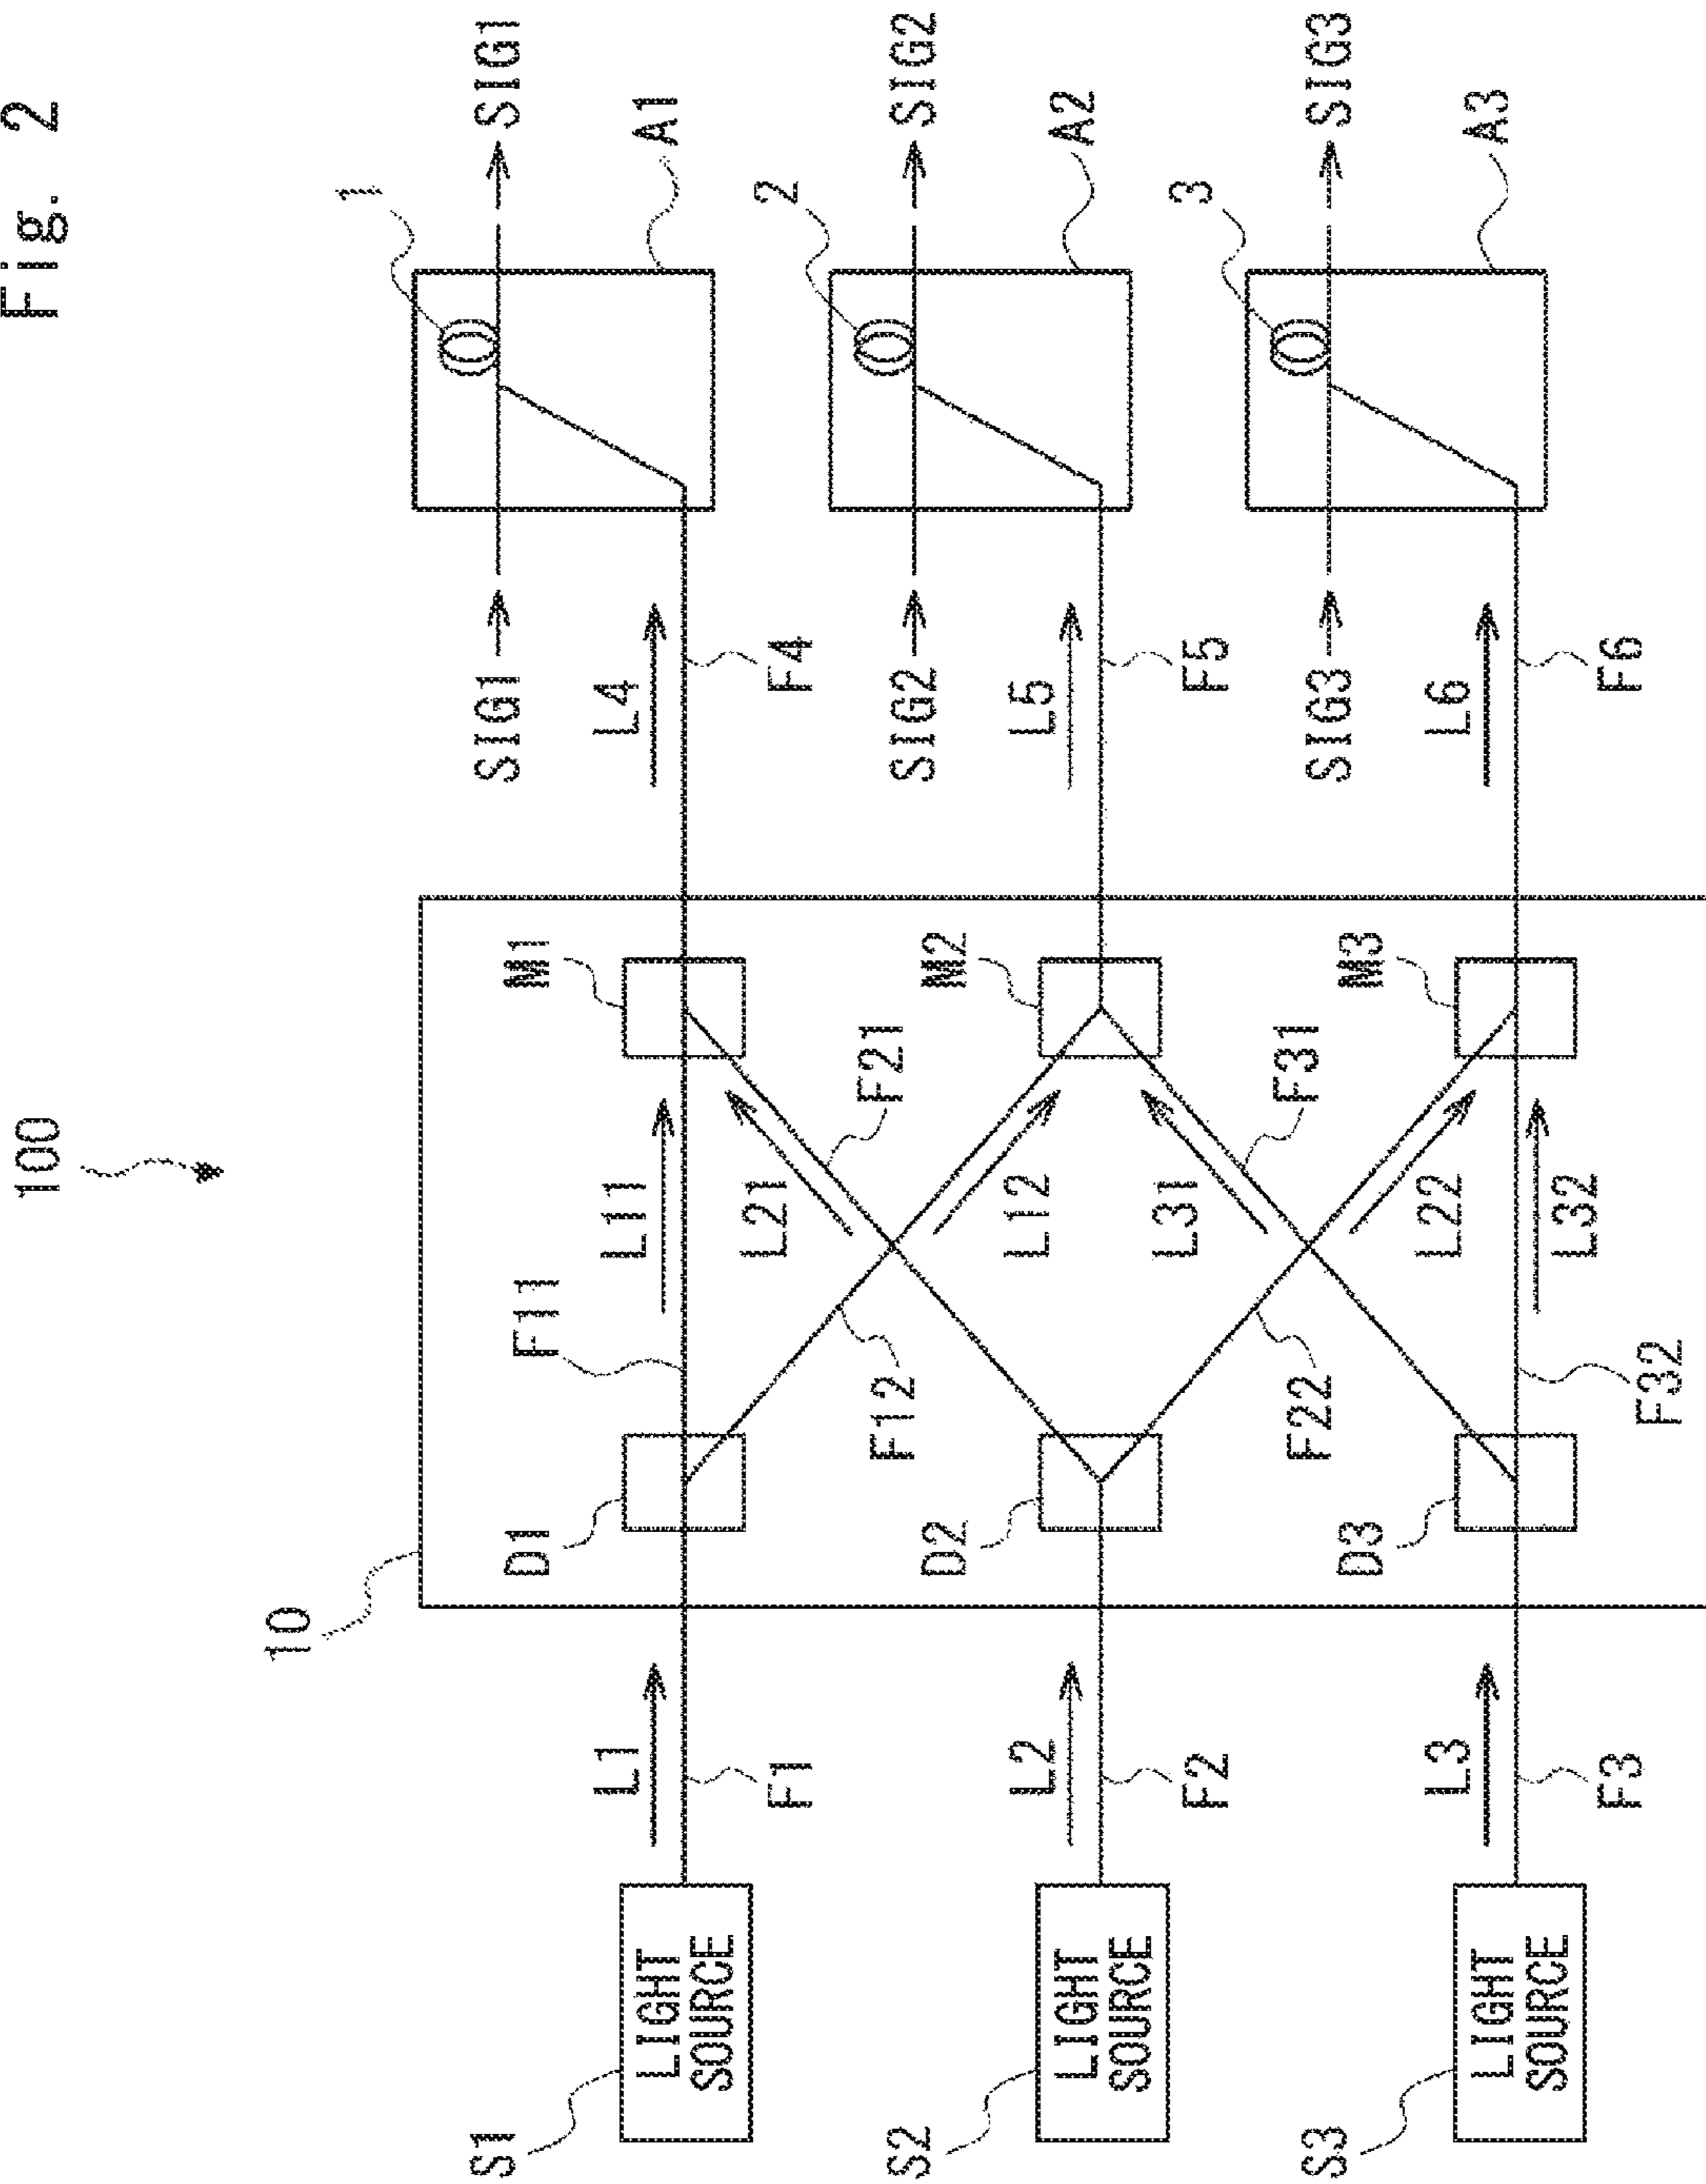 Fig. 2
100
10
S1
LIGHT
SOURCE
L1
F1
D1
F11
L11
F12
L21
F21
M1
SIG1
L4
F4
1
A1
SIG1
S2
LIGHT
SOURCE
L2
F2
D2
L12
F22
L31
F31
M2
SIG2
L5
F5
2
A2
SIG2
S3
LIGHT
SOURCE
L3
F3
D3
F32
L22
L32
M3
SIG3
L6
F6
3
A3
SIG3